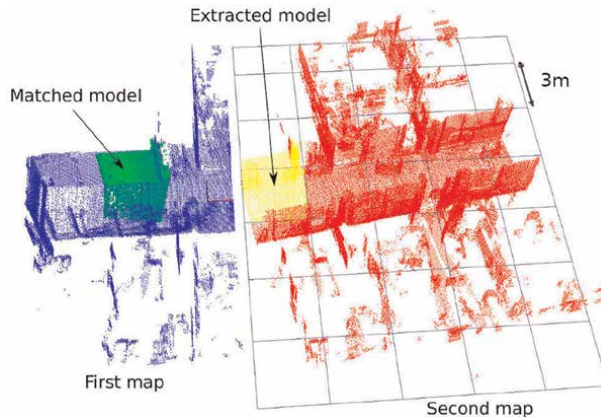 Extracted model
3m
Matched model
First map
Second map